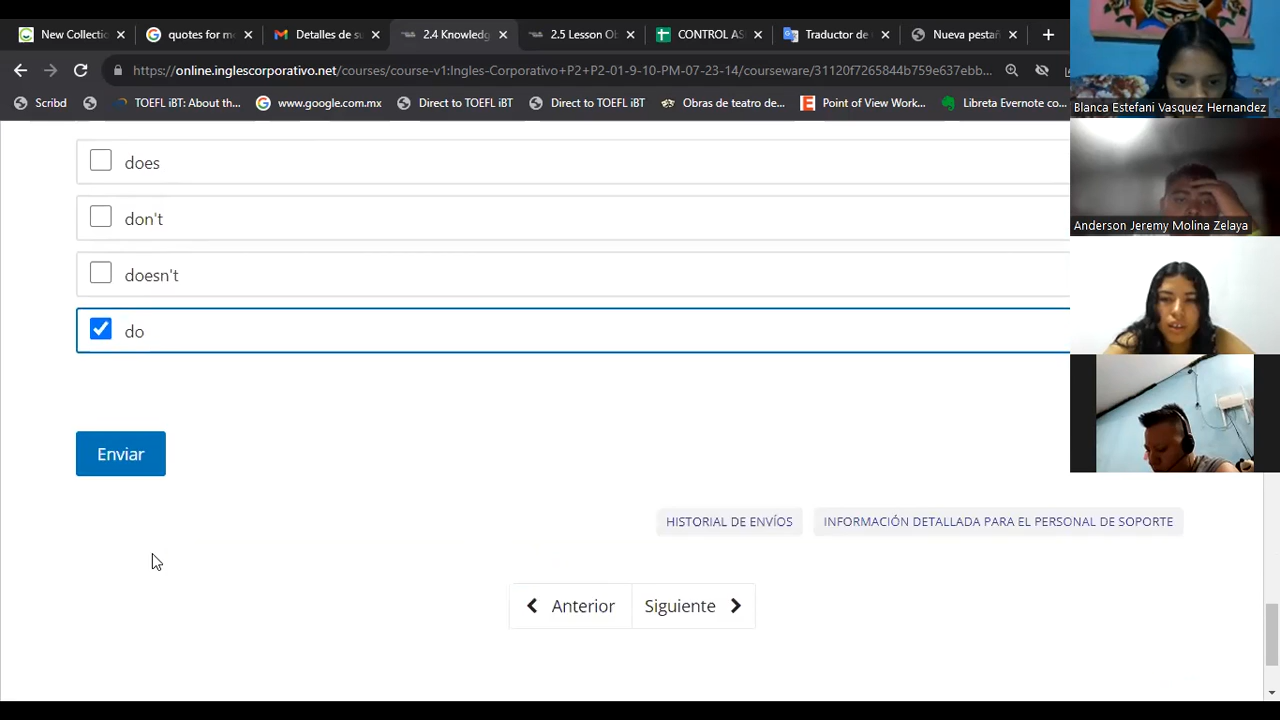 New Collecti
quotes for m
Detalles de su
2.4 Knowledg
2.5 Lesson Ob
CONTROL ASI
Traductor de
Nueva pestañ
https://online.inglescorporativo.net/courses/course-v1:Ingles-Corporativo+P2+P2-01-9-10-PM-07-23-14/courseware/31120f7265844b759e637ebb...
Scribd
TOEFL iBT: About th...
www.google.com.mx
Direct to TOEFL iBT
Direct to TOEFL iBT
Obras de teatro de...
Point of View Work...
Libreta Evernote co...
Blanca Estefani Vasquez Hernandez
Anderson Jeremy Molina Zelaya
does
don't
doesn't
do
Enviar
HISTORIAL DE ENVÍOS
INFORMACIÓN DETALLADA PARA EL PERSONAL DE SOPORTE
Anterior
Siguiente